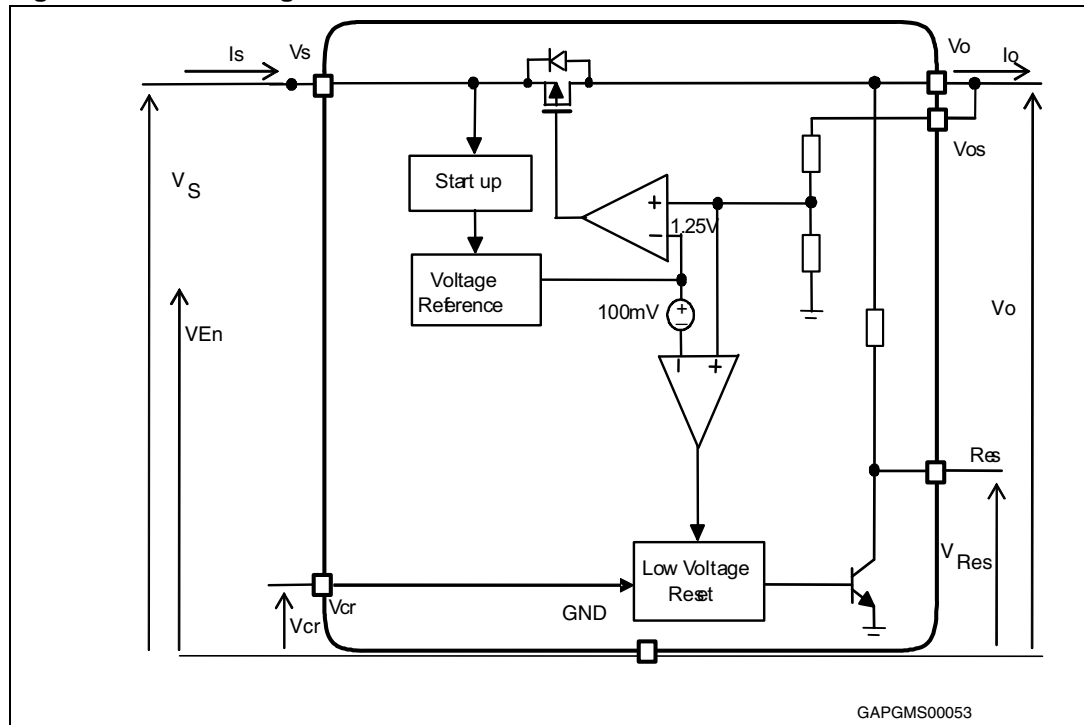 Is
Vs
Vo
Io
Vos
V
S
Start up
+
1.25V
−
Voltage
Reference
100mV
+
−
Vo
VEn
−
+
Res
Low Voltage
Reset
V
Res
Vcr
Vcr
GND
GAPGMS00053